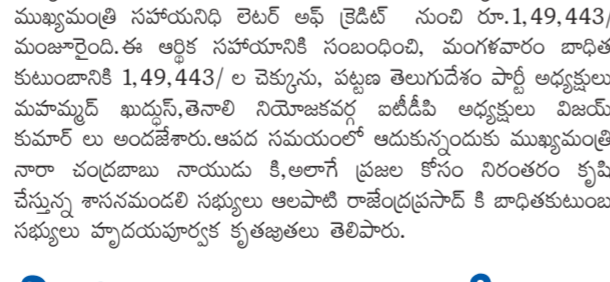 ముఖ్యమంత్రి సహాయనిధి లెటర్ అఫ్ క్రెడిట్ నుంచి రూ.1,49,443/
మంజూరైంది.ఈ ఆర్థిక సహాయానికి సంబంధించి, మంగళవారం బాధిత
కుటుంబానికి 1,49,443/ ల చెక్కును, పట్టణ తెలుగుదేశం పార్టీ అధ్యక్షులు
మహమ్మద్ ఖుద్దుస్,తెనాలి నియోజకవర్గ ఐటీడీపి అధ్యక్షులు విజయ్
కుమార్ లు అందజేశారు.ఆపద సమయంలో ఆదుకున్నందుకు ముఖ్యమంత్రి
నారా చంద్రబాబు నాయుడు కి,అలాగే ప్రజల కోసం నిరంతరం కృషి
చేస్తున్న శాసనమండలి సభ్యులు ఆలపాటి రాజేంద్రప్రసాద్ కి బాధితకుటుంబ
సభ్యులు హృదయపూర్వక కృతజుతలు తెలిపారు.